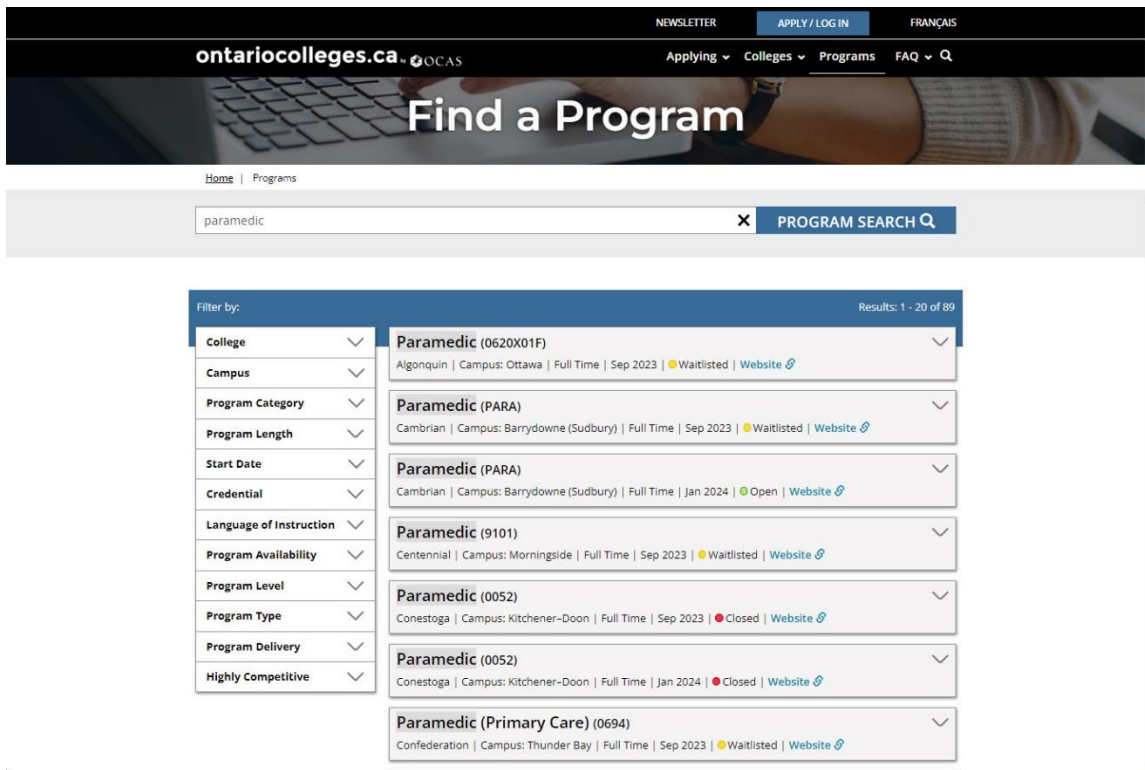 NEWSLETTER APPLY / LOG IN FRANÇAIS
ontariocolleges.ca by OCAS Applying Colleges Programs FAQ
Find a Program
Home | Programs
paramedic PROGRAM SEARCH
Filter by: Results: 1 - 20 of 89
College
Campus
Program Category
Program Length
Start Date
Credential
Language of Instruction
Program Availability
Program Level
Program Type
Program Delivery
Highly Competitive
Paramedic (0620X01F)
Algonquin | Campus: Ottawa | Full Time | Sep 2023 | Waitlisted | Website
Paramedic (PARA)
Cambrian | Campus: Barrydowne (Sudbury) | Full Time | Sep 2023 | Waitlisted | Website
Paramedic (PARA)
Cambrian | Campus: Barrydowne (Sudbury) | Full Time | Jan 2024 | Open | Website
Paramedic (9101)
Centennial | Campus: Morningside | Full Time | Sep 2023 | Waitlisted | Website
Paramedic (0052)
Conestoga | Campus: Kitchener–Doon | Full Time | Sep 2023 | Closed | Website
Paramedic (0052)
Conestoga | Campus: Kitchener–Doon | Full Time | Jan 2024 | Closed | Website
Paramedic (Primary Care) (0694)
Confederation | Campus: Thunder Bay | Full Time | Sep 2023 | Waitlisted | Website